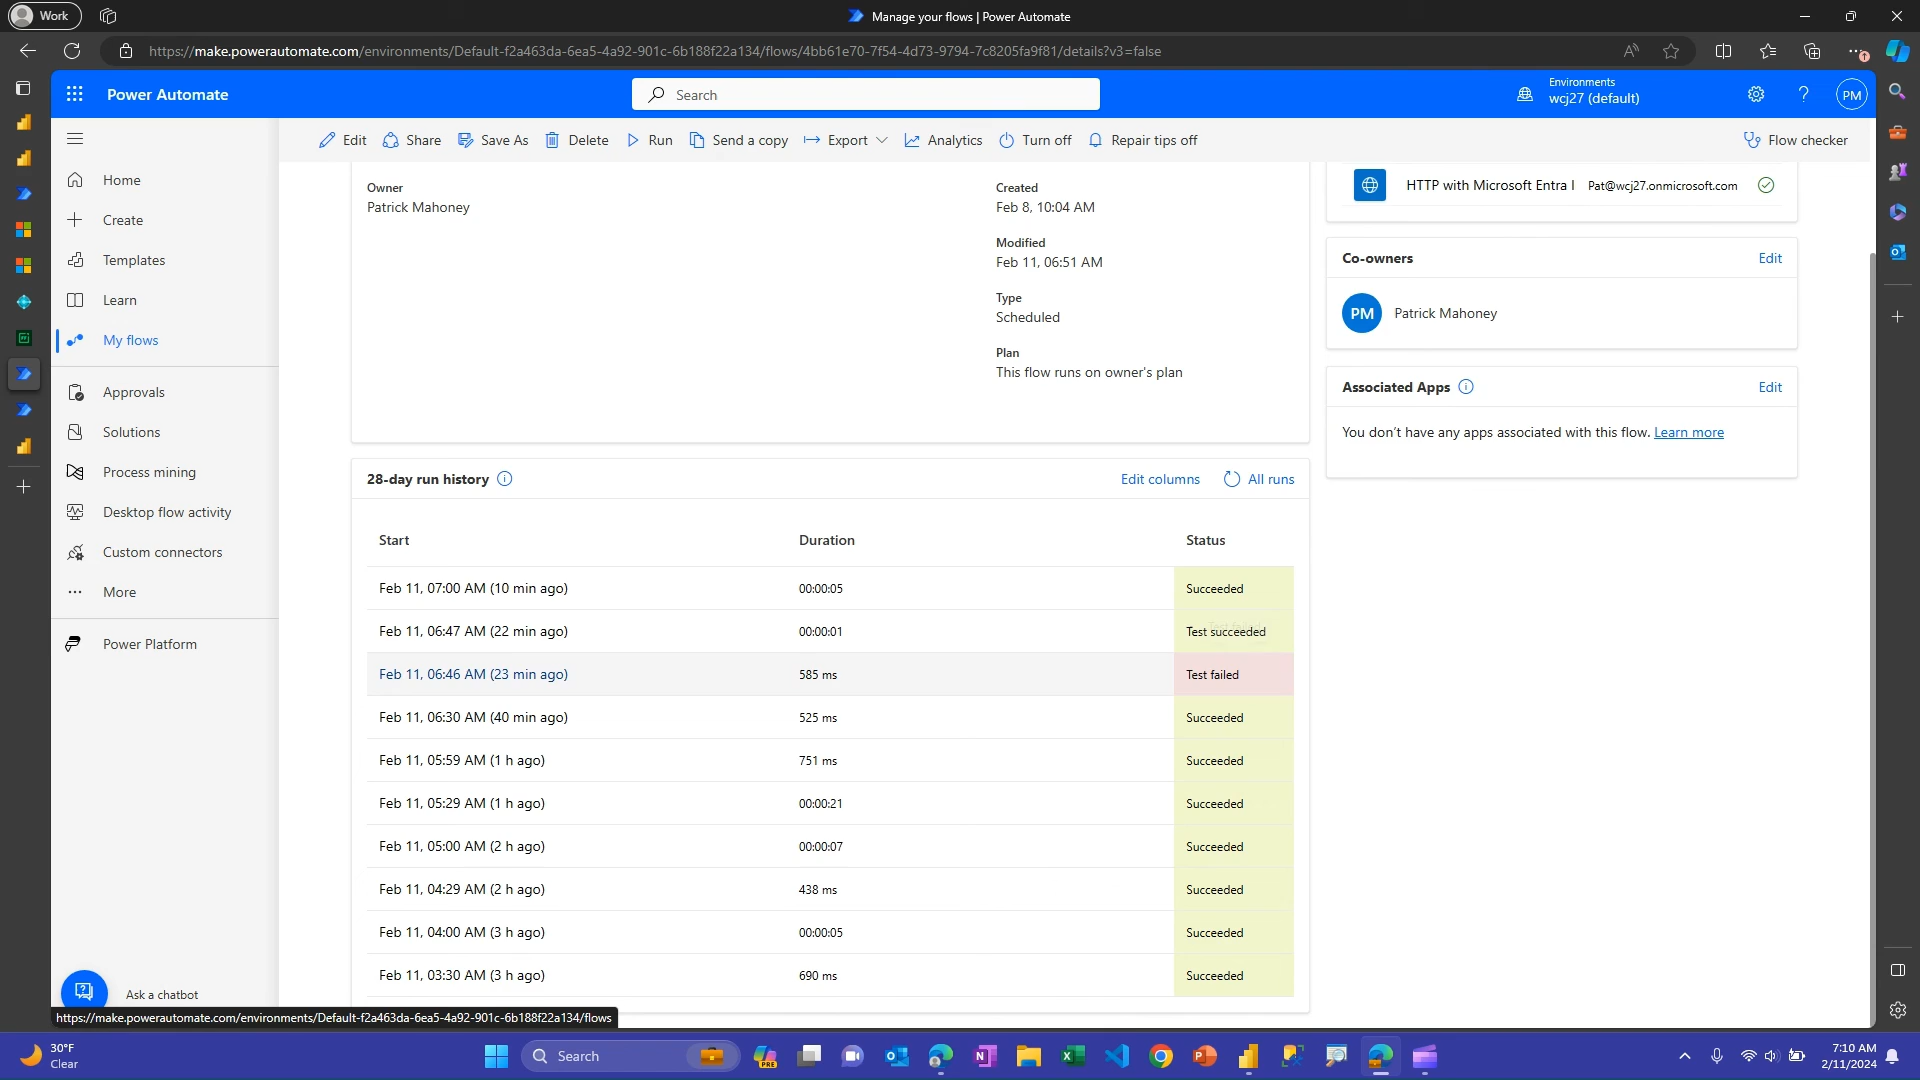 Work
Manage your flows | Power Automate
https://make.powerautomate.com/environments/Default-f2a463da-6ea5-4a92-901c-6b188f22a134/flows/4bb61e70-7f54-4d73-9794-7c8205fa9f81/details?v3=false
Power Automate
Search
Environments
wcj27 (default)
PM
Edit
Share
Save As
Delete
Run
Send a copy
Export
Analytics
Turn off
Repair tips off
Flow checker
Home
Create
Templates
Learn
My flows
Approvals
Solutions
Process mining
Desktop flow activity
Custom connectors
More
Power Platform
Ask a chatbot
Owner
Patrick Mahoney
Created
Feb 8, 10:04 AM
Modified
Feb 11, 06:51 AM
Type
Scheduled
Plan
This flow runs on owner's plan
HTTP with Microsoft Entra I Pat@wcj27.onmicrosoft.com
Co-owners Edit
PM Patrick Mahoney
Associated Apps Edit
You don't have any apps associated with this flow. Learn more
28-day run history Edit columns All runs
Start Duration Status
Feb 11, 07:00 AM (10 min ago) 00:00:05 Succeeded
Feb 11, 06:47 AM (22 min ago) 00:00:01 Test succeeded
Feb 11, 06:46 AM (23 min ago) 585 ms Test failed
Feb 11, 06:30 AM (40 min ago) 525 ms Succeeded
Feb 11, 05:59 AM (1 h ago) 751 ms Succeeded
Feb 11, 05:29 AM (1 h ago) 00:00:21 Succeeded
Feb 11, 05:00 AM (2 h ago) 00:00:07 Succeeded
Feb 11, 04:29 AM (2 h ago) 438 ms Succeeded
Feb 11, 04:00 AM (3 h ago) 00:00:05 Succeeded
Feb 11, 03:30 AM (3 h ago) 690 ms Succeeded
https://make.powerautomate.com/environments/Default-f2a463da-6ea5-4a92-901c-6b188f22a134/flows
30°F
Clear
Search
PRE
7:10 AM
2/11/2024